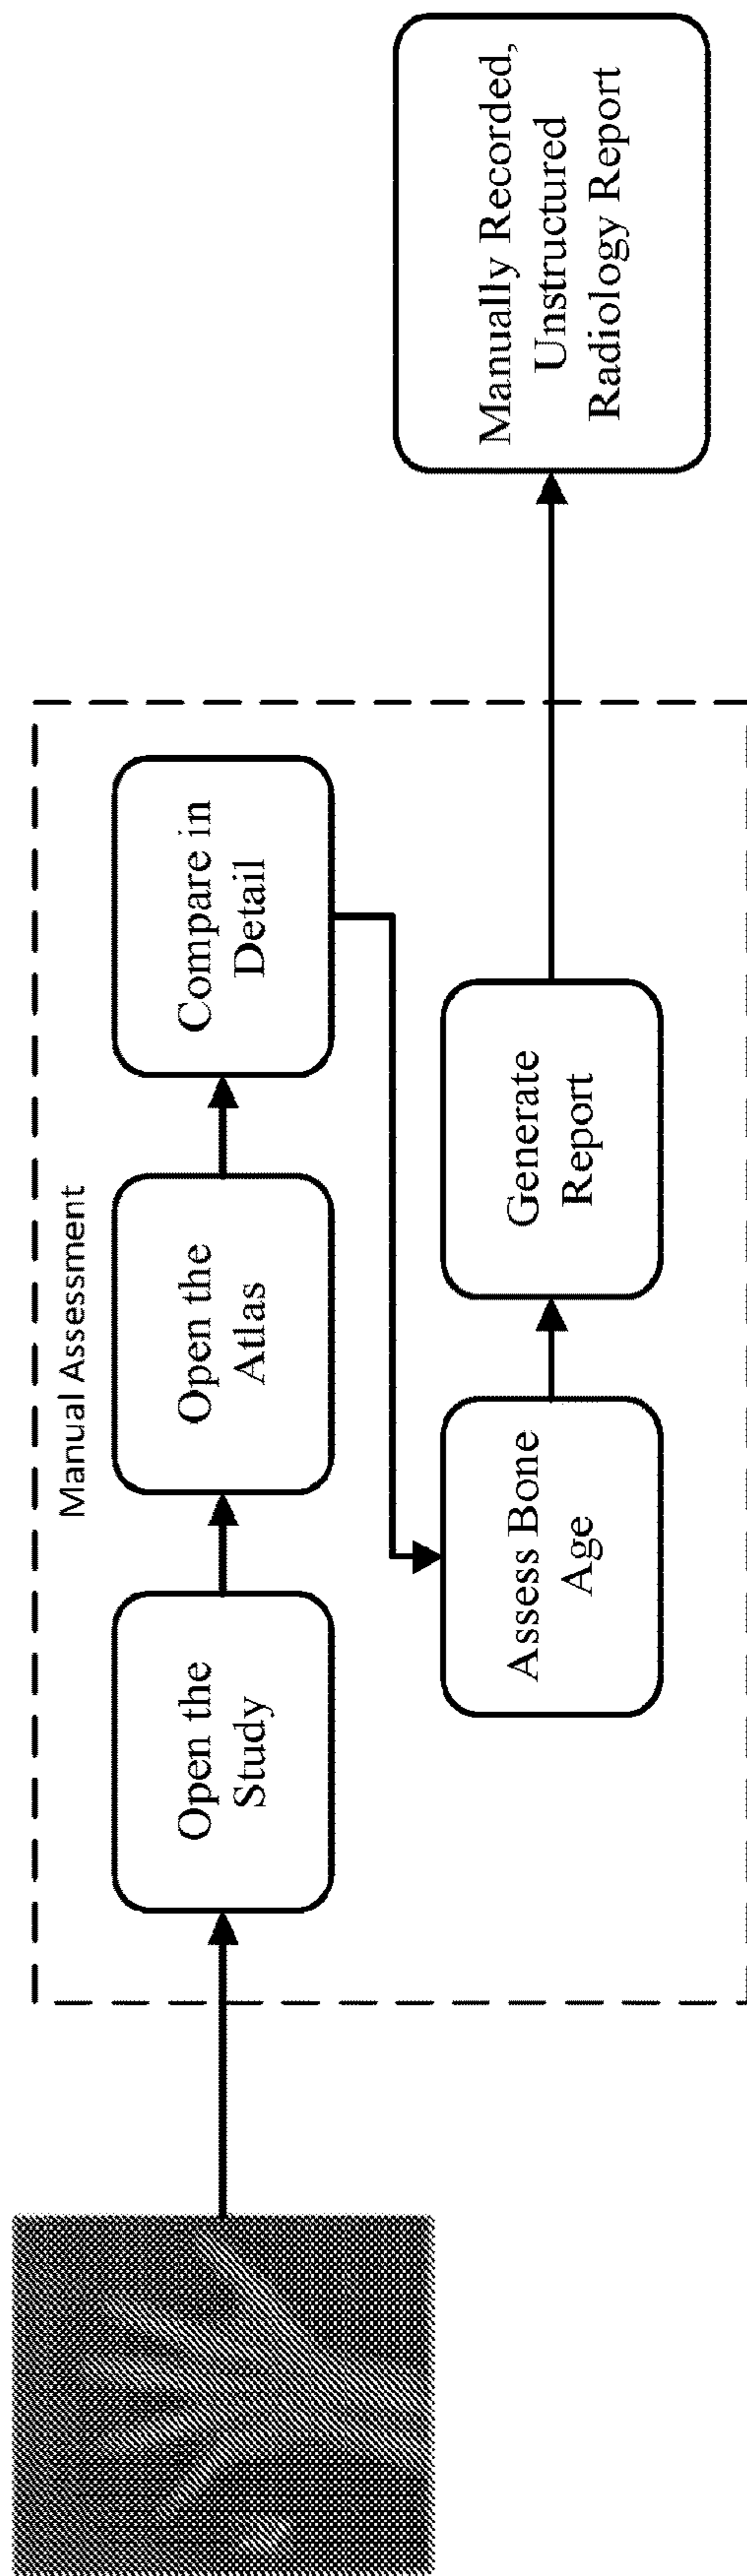 Manual Assessment
Open the
Study
Open the
Atlas
Compare in
Detail
Assess Bone
Age
Generate
Report
Manually Recorded,
Unstructured
Radiology Report